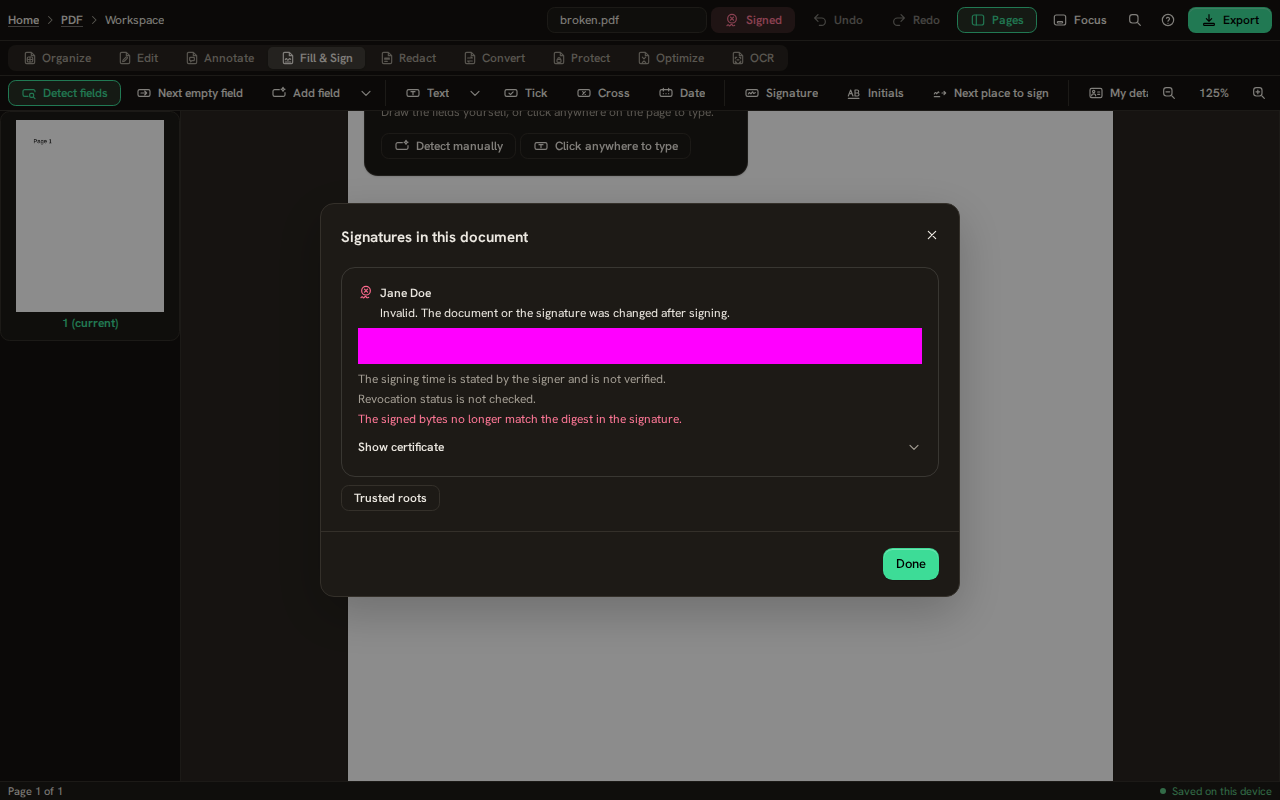 Home > PDF > Workspace
broken.pdf
Signed
Undo
Redo
Pages
Focus
Export
Organize
Edit
Annotate
Fill & Sign
Redact
Convert
Protect
Optimize
OCR
Detect fields
Next empty field
Add field
Text
Tick
Cross
Date
Signature
AB Initials
Next place to sign
My deta
125%
Page 1
1 (current)
Draw the fields yourself, or click anywhere on the page to type.
Detect manually
Click anywhere to type
Signatures in this document
Jane Doe
Invalid. The document or the signature was changed after signing.
The signing time is stated by the signer and is not verified.
Revocation status is not checked.
The signed bytes no longer match the digest in the signature.
Show certificate
Trusted roots
Done
Page 1 of 1
Saved on this device